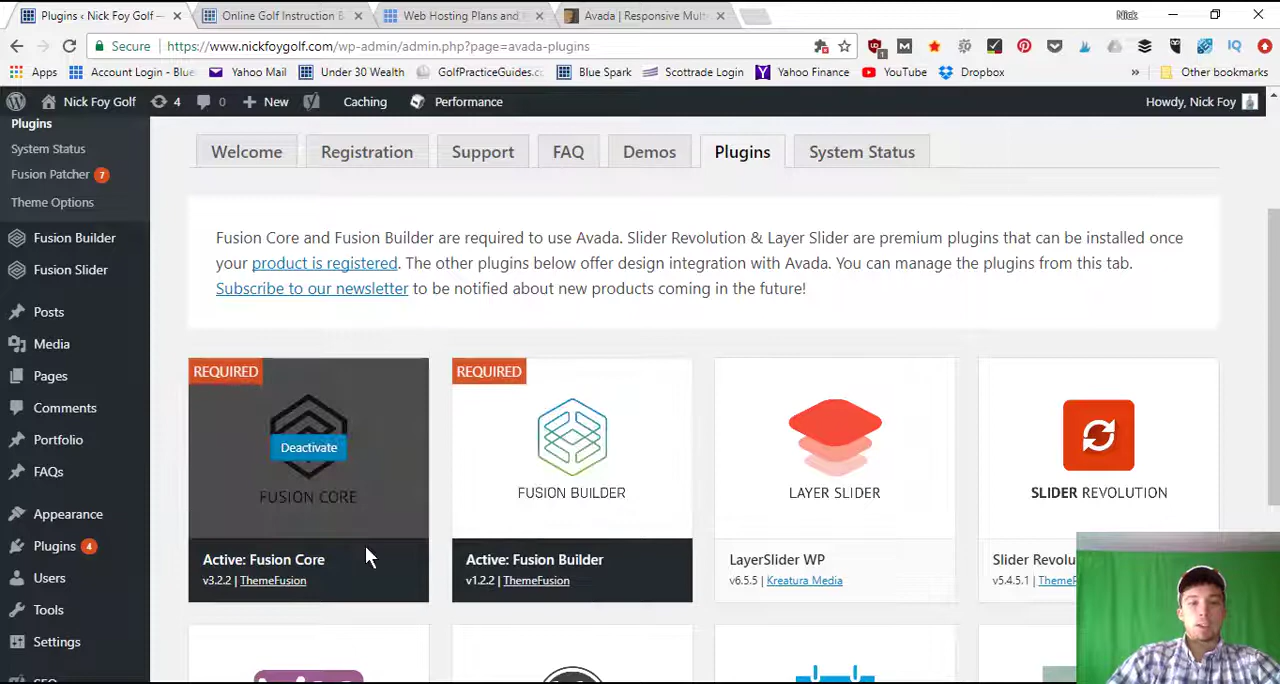 Plugins ‹ Nick Foy Golf —
Online Golf Instruction B
Web Hosting Plans and
Avada | Responsive Mult
Nick
Secure
https://www.nickfoygolf.com/wp-admin/admin.php?page=avada-plugins
1
IQ
Apps
Account Login - Blue
Yahoo Mail
Under 30 Wealth
GolfPracticeGuides.c
Blue Spark
Scottrade Login
Yahoo Finance
YouTube
Dropbox
»
Other bookmarks
Nick Foy Golf
4
0
New
Caching
Performance
Howdy, Nick Foy
Plugins
System Status
Fusion Patcher 7
Theme Options
Fusion Builder
Fusion Slider
Posts
Media
Pages
Comments
Portfolio
FAQs
Appearance
Plugins 4
Users
Tools
Settings
Welcome
Registration
Support
FAQ
Demos
Plugins
System Status
Fusion Core and Fusion Builder are required to use Avada. Slider Revolution & Layer Slider are premium plugins that can be installed once
your product is registered. The other plugins below offer design integration with Avada. You can manage the plugins from this tab.
Subscribe to our newsletter to be notified about new products coming in the future!
REQUIRED
Deactivate
FUSION CORE
Active: Fusion Core
v3.2.2 | ThemeFusion
REQUIRED
FUSION BUILDER
Active: Fusion Builder
v1.2.2 | ThemeFusion
LAYER SLIDER
LayerSlider WP
v6.5.5 | Kreatura Media
SLIDER REVOLUTION
Slider Revolu
v5.4.5.1 |